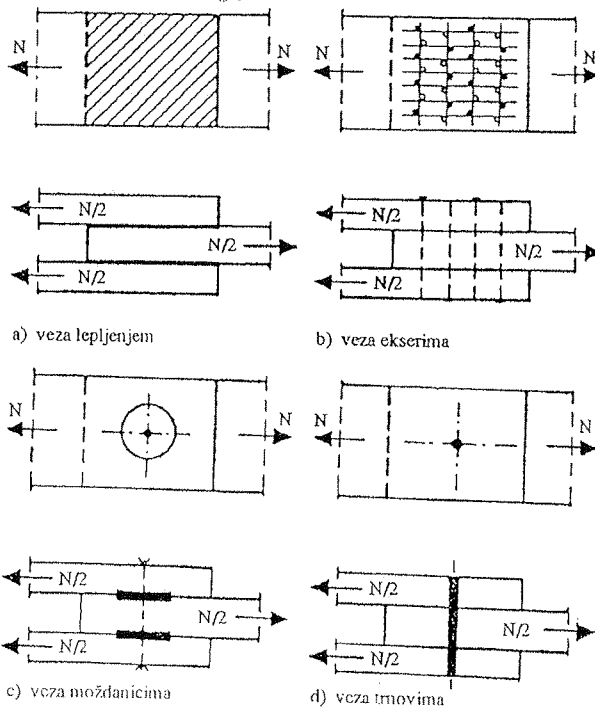 N
N
N
N
N/2
N/2
N/2
N/2
N/2
N/2
a) veza lepljenjem
b) veza ekserima
N
N
N
N
N/2
N/2
N/2
N/2
N/2
N/2
c) veza moždanicima
d) veza trnovima